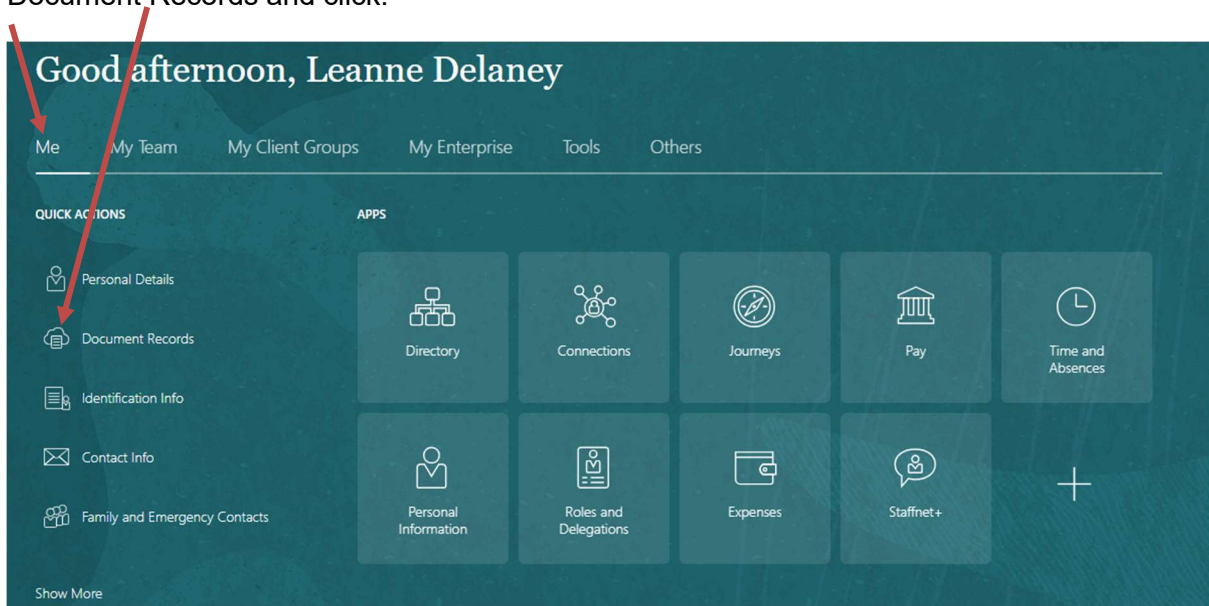 Document Records and click.
Good afternoon, Leanne Delaney
Me My Team My Client Groups My Enterprise Tools Others
QUICK ACTIONS
Personal Details
Document Records
Identification Info
Contact Info
Family and Emergency Contacts
Show More
APPS
Directory
Connections
Journeys
Pay
Time and
Absences
Personal
Information
Roles and
Delegations
Expenses
Staffnet+